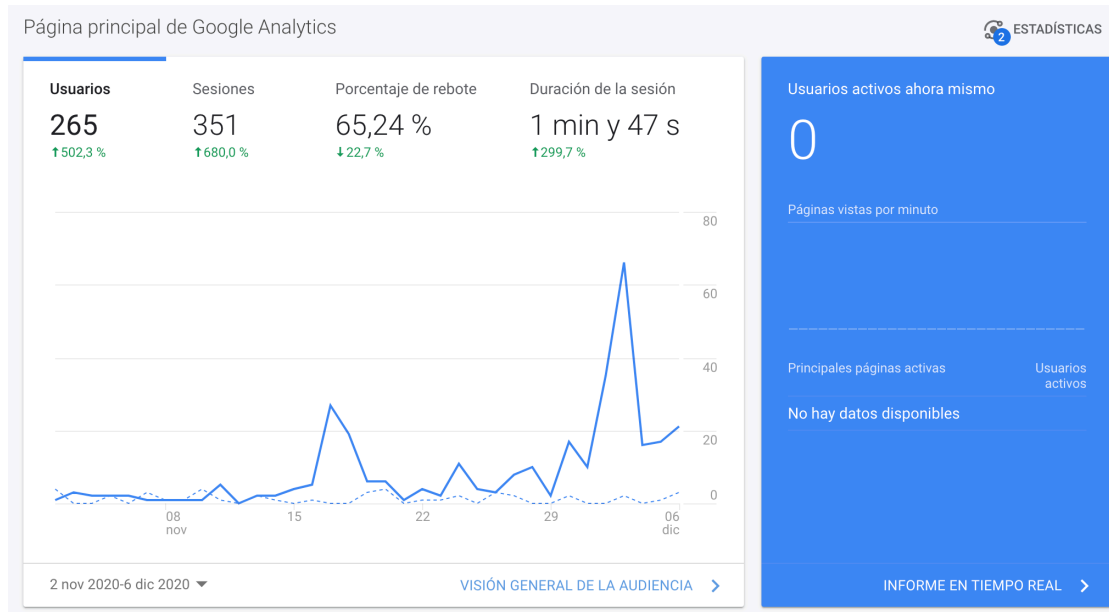 Página principal de Google Analytics
2
ESTADÍSTICAS
Usuarios
265
↑502,3 %
Sesiones
351
↑680,0 %
Porcentaje de rebote
65,24 %
↓22,7 %
Duración de la sesión
1 min y 47 s
↑299,7 %
80
60
40
20
0
08
nov
15
22
29
06
dic
2 nov 2020-6 dic 2020
VISIÓN GENERAL DE LA AUDIENCIA
Usuarios activos ahora mismo
0
Páginas vistas por minuto
Principales páginas activas
Usuarios
activos
No hay datos disponibles
INFORME EN TIEMPO REAL